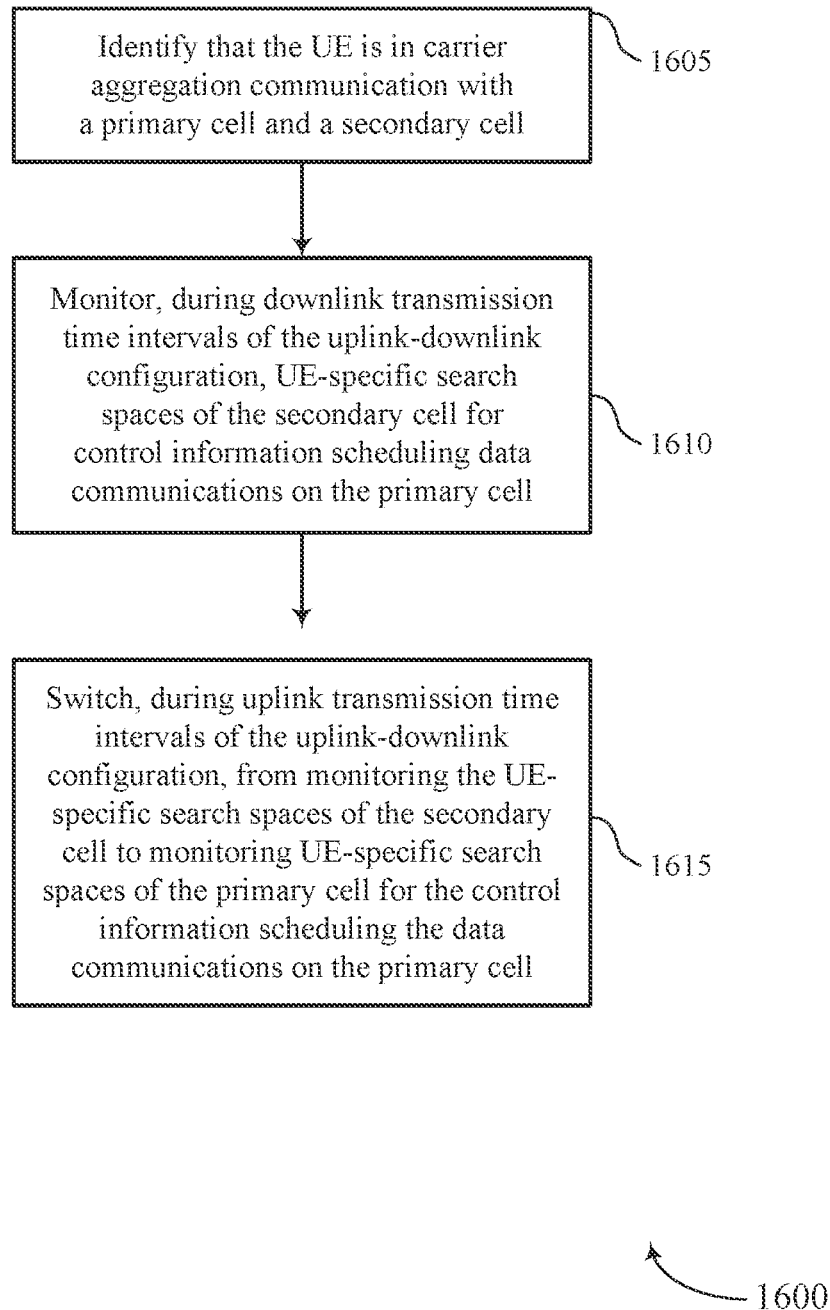 Identify that the UE is in carrier
aggregation communication with
a primary cell and a secondary cell
1605
Monitor, during downlink transmission
time intervals of the uplink-downlink
configuration, UE-specific search
spaces of the secondary cell for
control information scheduling data
communications on the primary cell
1610
Switch, during uplink transmission time
intervals of the uplink-downlink
configuration, from monitoring the UE-
specific search spaces of the secondary
cell to monitoring UE-specific search
spaces of the primary cell for the control
information scheduling the data
communications on the primary cell
1615
1600